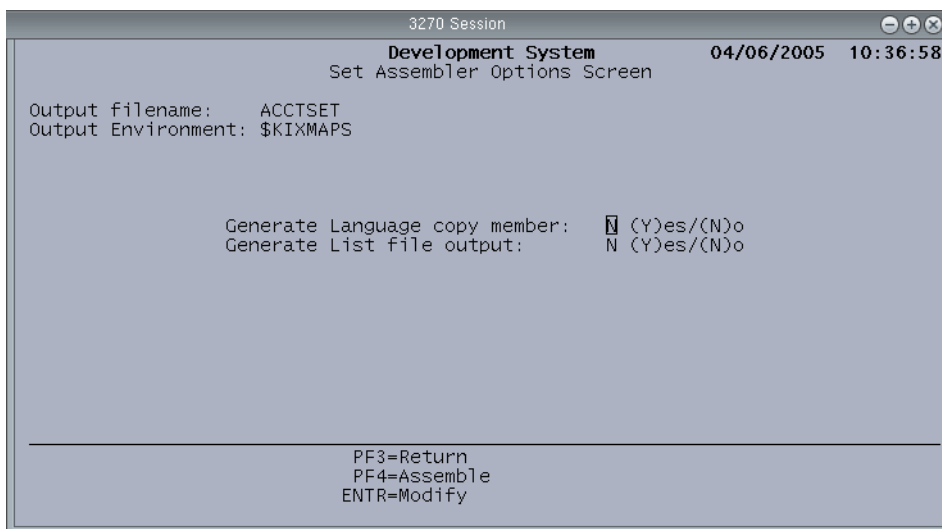 3270 Session
Development System 04/06/2005 10:36:58
Set Assembler Options Screen
Output filename: ACCTSET
Output Environment: $KIXMAPS
Generate Language copy member: N (Y)es/(N)o
Generate List file output: N (Y)es/(N)o
PF3=Return
PF4=Assemble
ENTR=Modify